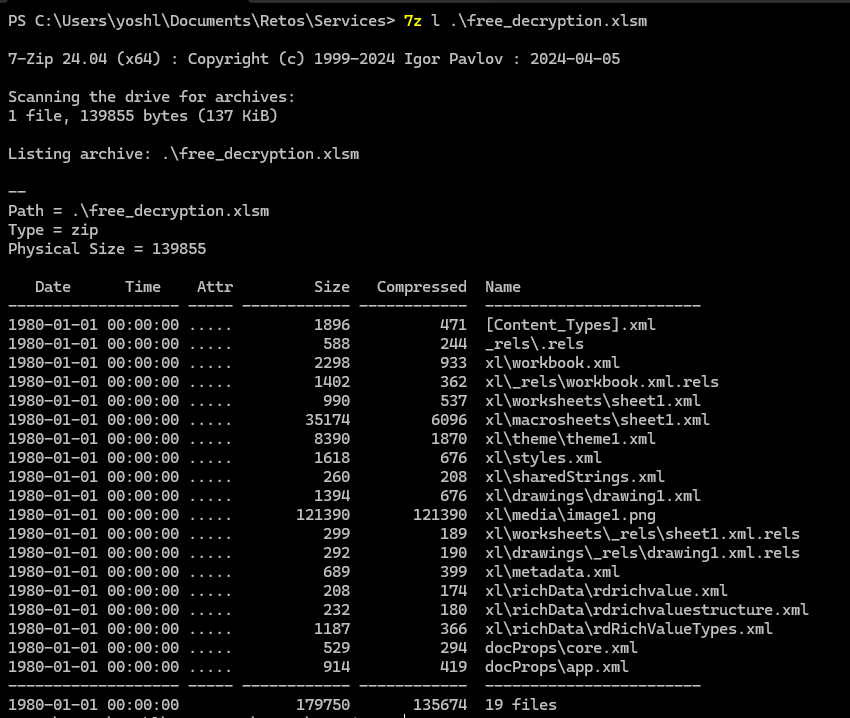 PS C:\Users\yoshl\Documents\Retos\Services> 7z l .\free_decryption.xlsm
7-Zip 24.04 (x64) : Copyright (c) 1999-2024 Igor Pavlov : 2024-04-05
Scanning the drive for archives:
1 file, 139855 bytes (137 KiB)
Listing archive: .\free_decryption.xlsm
--
Path = .\free_decryption.xlsm
Type = zip
Physical Size = 139855
   Date      Time    Attr         Size   Compressed  Name
------------------- ----- ------------ ------------  ------------------------
1980-01-01 00:00:00 .....         1896          471  [Content_Types].xml
1980-01-01 00:00:00 .....          588          244  _rels\.rels
1980-01-01 00:00:00 .....         2298          933  xl\workbook.xml
1980-01-01 00:00:00 .....         1402          362  xl\_rels\workbook.xml.rels
1980-01-01 00:00:00 .....          990          537  xl\worksheets\sheet1.xml
1980-01-01 00:00:00 .....        35174         6096  xl\macrosheets\sheet1.xml
1980-01-01 00:00:00 .....         8390         1870  xl\theme\theme1.xml
1980-01-01 00:00:00 .....         1618          676  xl\styles.xml
1980-01-01 00:00:00 .....          260          208  xl\sharedStrings.xml
1980-01-01 00:00:00 .....         1394          676  xl\drawings\drawing1.xml
1980-01-01 00:00:00 .....       121390       121390  xl\media\image1.png
1980-01-01 00:00:00 .....          299          189  xl\worksheets\_rels\sheet1.xml.rels
1980-01-01 00:00:00 .....          292          190  xl\drawings\_rels\drawing1.xml.rels
1980-01-01 00:00:00 .....          689          399  xl\metadata.xml
1980-01-01 00:00:00 .....          208          174  xl\richData\rdrichvalue.xml
1980-01-01 00:00:00 .....          232          180  xl\richData\rdrichvaluestructure.xml
1980-01-01 00:00:00 .....         1187          366  xl\richData\rdRichValueTypes.xml
1980-01-01 00:00:00 .....          529          294  docProps\core.xml
1980-01-01 00:00:00 .....          914          419  docProps\app.xml
------------------- ----- ------------ ------------  ------------------------
1980-01-01 00:00:00             179750       135674  19 files